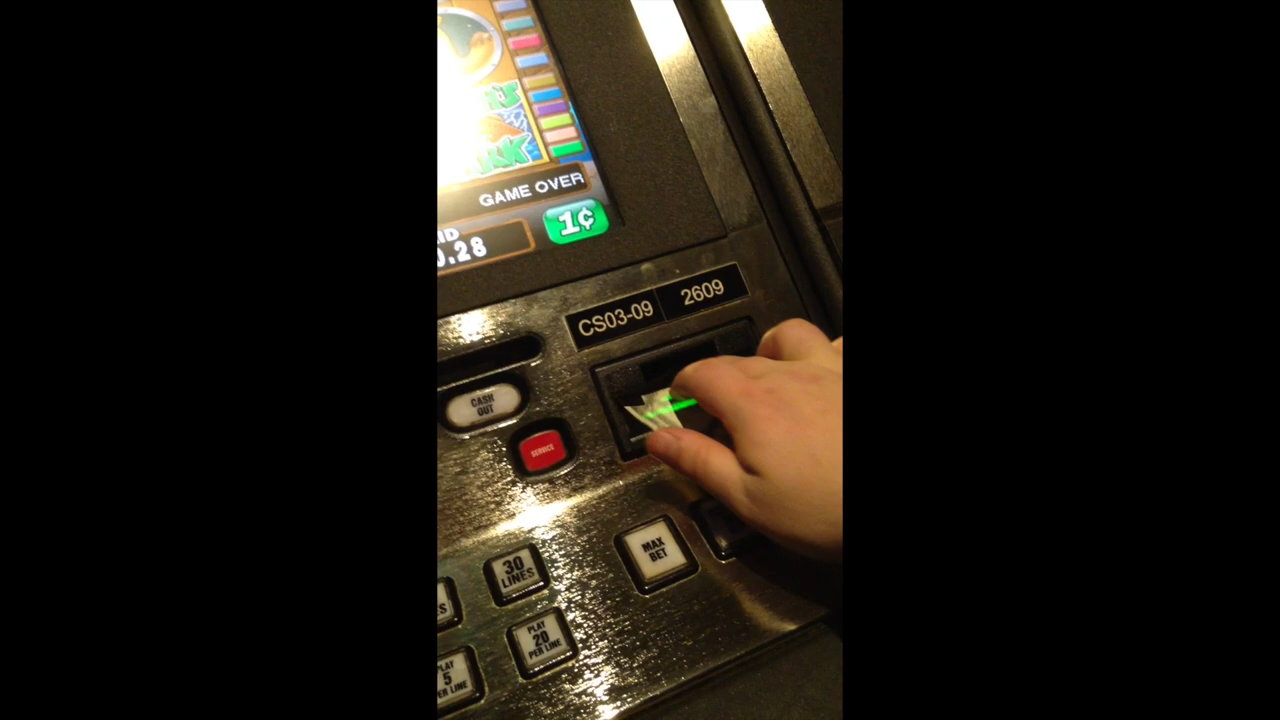 GAME OVER
1¢
0.28
CS03-09
2609
CASH
OUT
SERVICE
MAX
BET
30
LINES
PLAY
20
PER LINE
PLAY
5
PER LINE